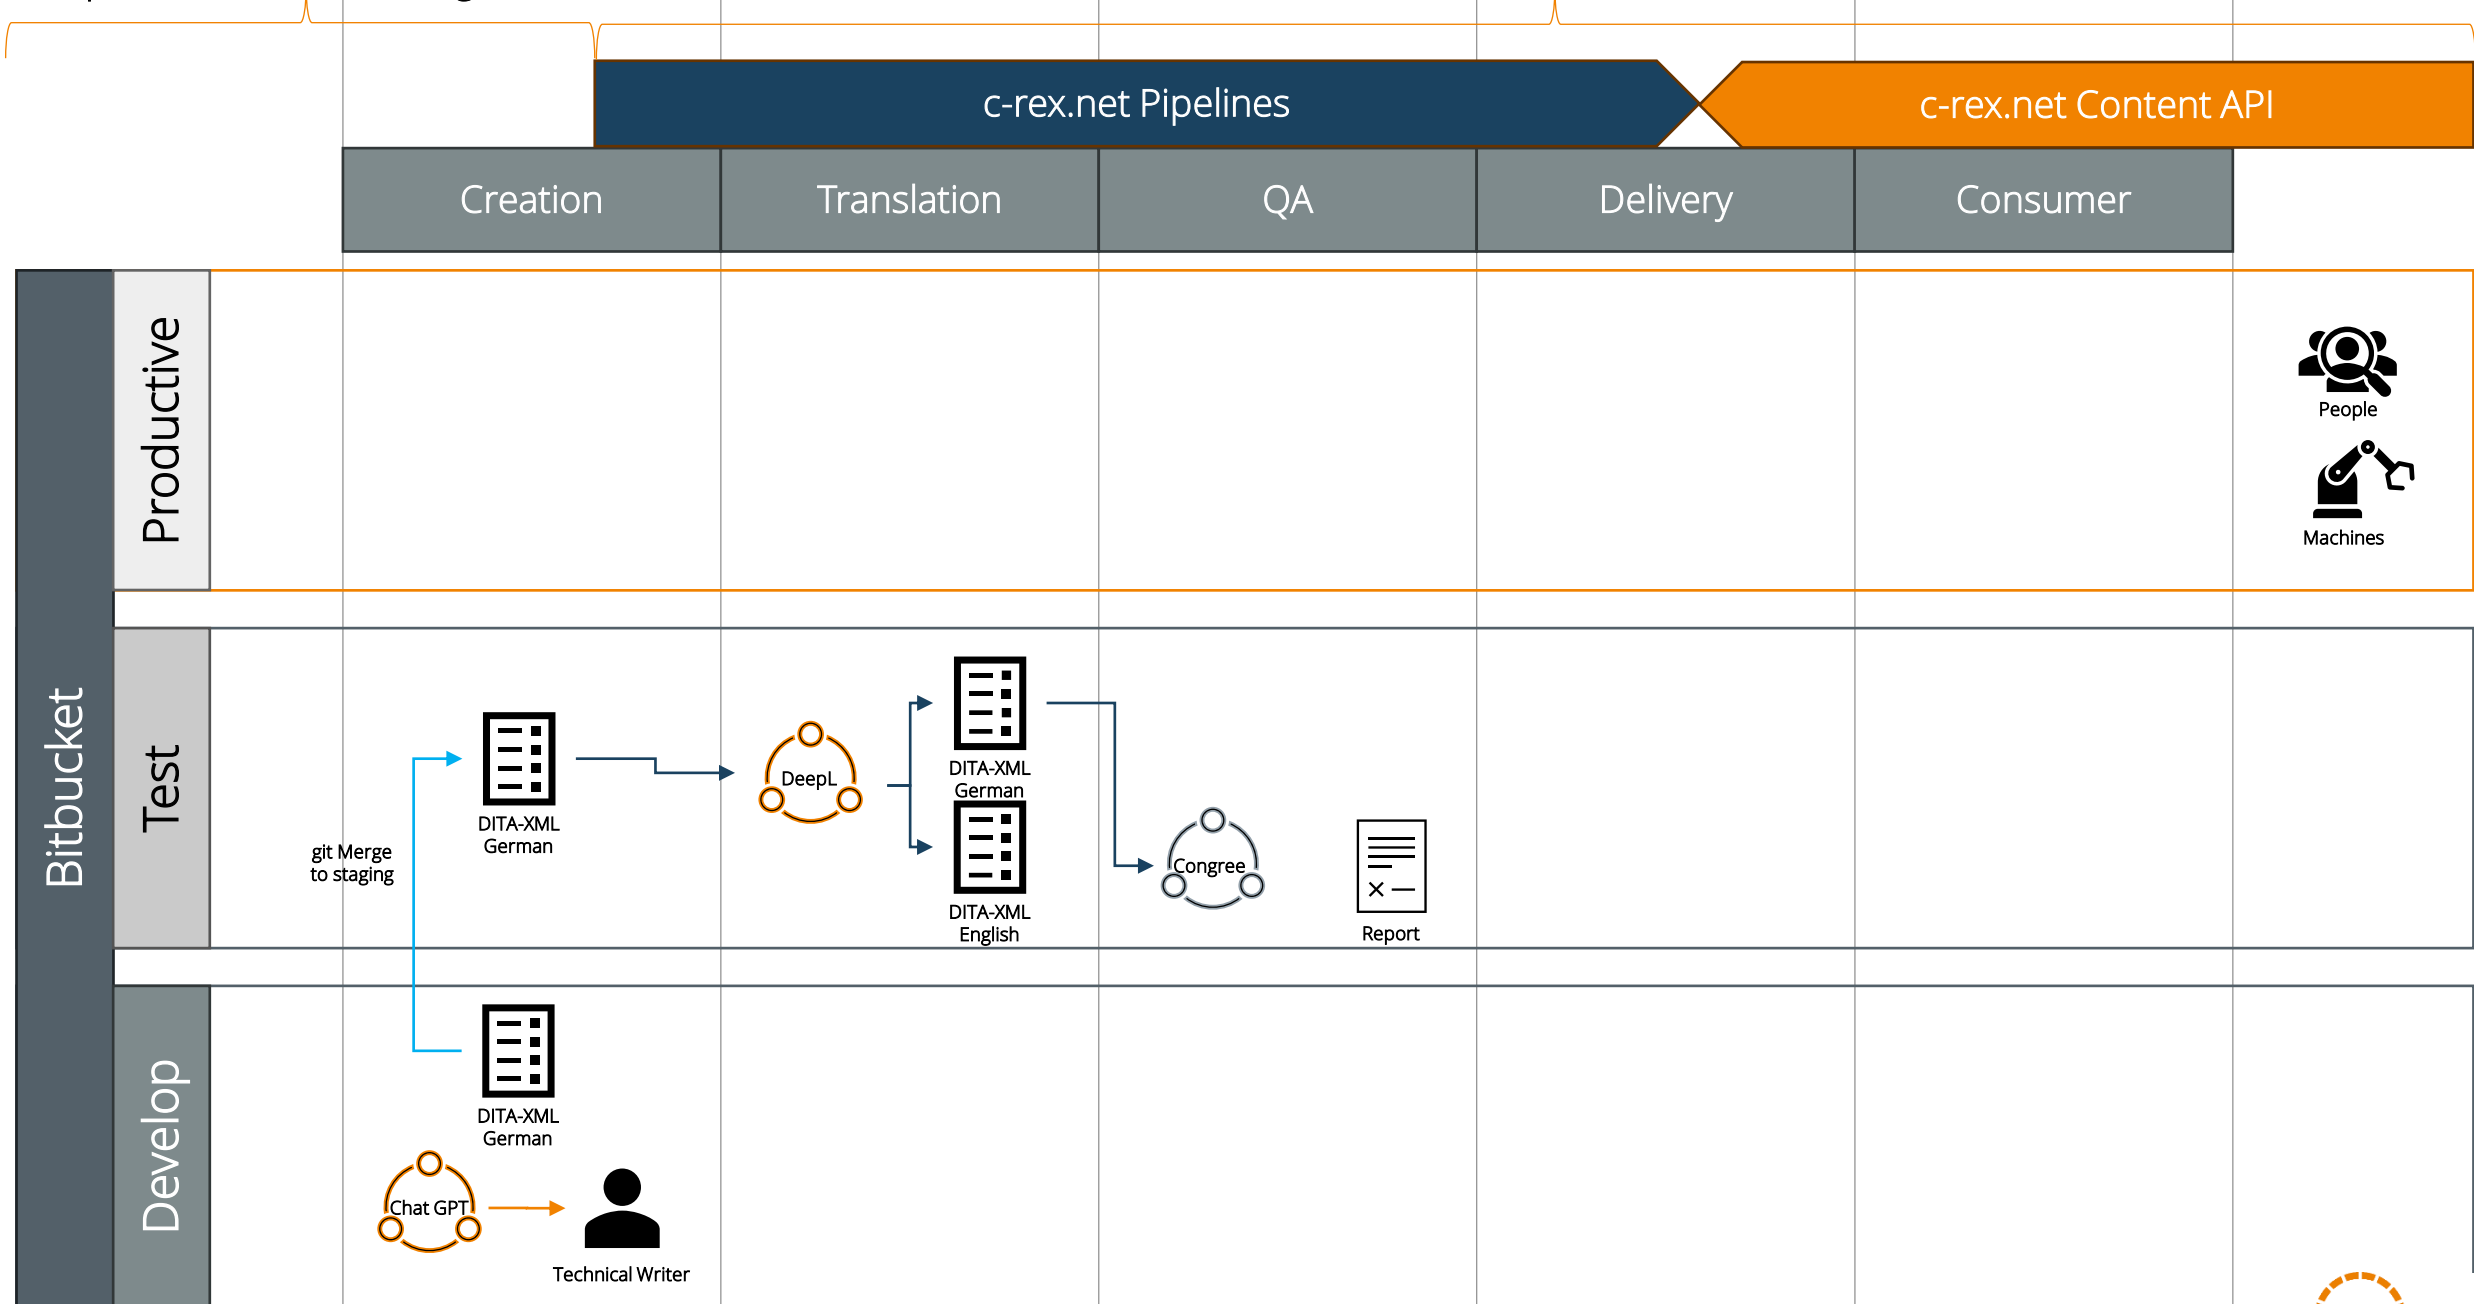 c-rex.net Pipelines
c-rex.net Content API
Creation
Translation
QA
Delivery
Consumer
Bitbucket
Productive
People
Machines
Test
git Merge
to staging
DITA-XML
German
DeepL
DITA-XML
German
DITA-XML
English
Congree
Report
Develop
DITA-XML
German
Chat GPT
Technical Writer